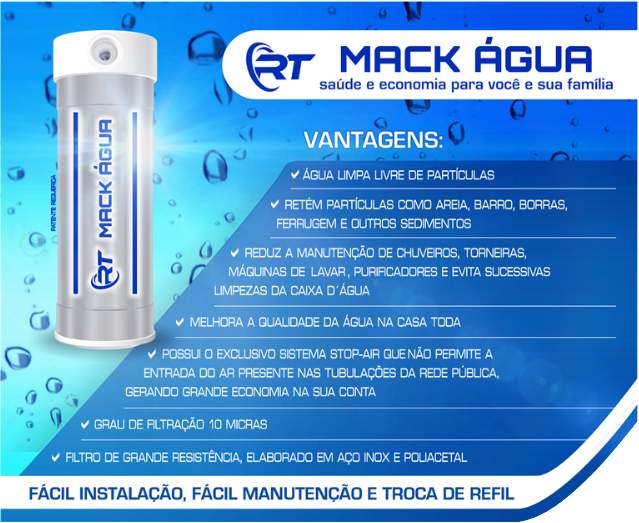 RT MACK ÁGUA
saúde e economia para você e sua família
VANTAGENS:
ÁGUA LIMPA LIVRE DE PARTÍCULAS
RETÉM PARTÍCULAS COMO AREIA, BARRO, BORRAS,
FERRUGEM E OUTROS SEDIMENTOS
REDUZ A MANUTENÇÃO DE CHUVEIROS, TORNEIRAS,
MÁQUINAS DE LAVAR, PURIFICADORES E EVITA SUCESSIVAS
LIMPEZAS DA CAIXA D´ÁGUA
MELHORA A QUALIDADE DA ÁGUA NA CASA TODA
POSSUI O EXCLUSIVO SISTEMA STOP-AIR QUE NÃO PERMITE A
ENTRADA DO AR PRESENTE NAS TUBULAÇÕES DA REDE PÚBLICA,
GERANDO GRANDE ECONOMIA NA SUA CONTA
GRAU DE FILTRAÇÃO 10 MICRAS
FILTRO DE GRANDE RESISTÊNCIA, ELABORADO EM AÇO INOX E POLIACETAL
FÁCIL INSTALAÇÃO, FÁCIL MANUTENÇÃO E TROCA DE REFIL
PATENTE REQUERIDA
RT MACK ÁGUA